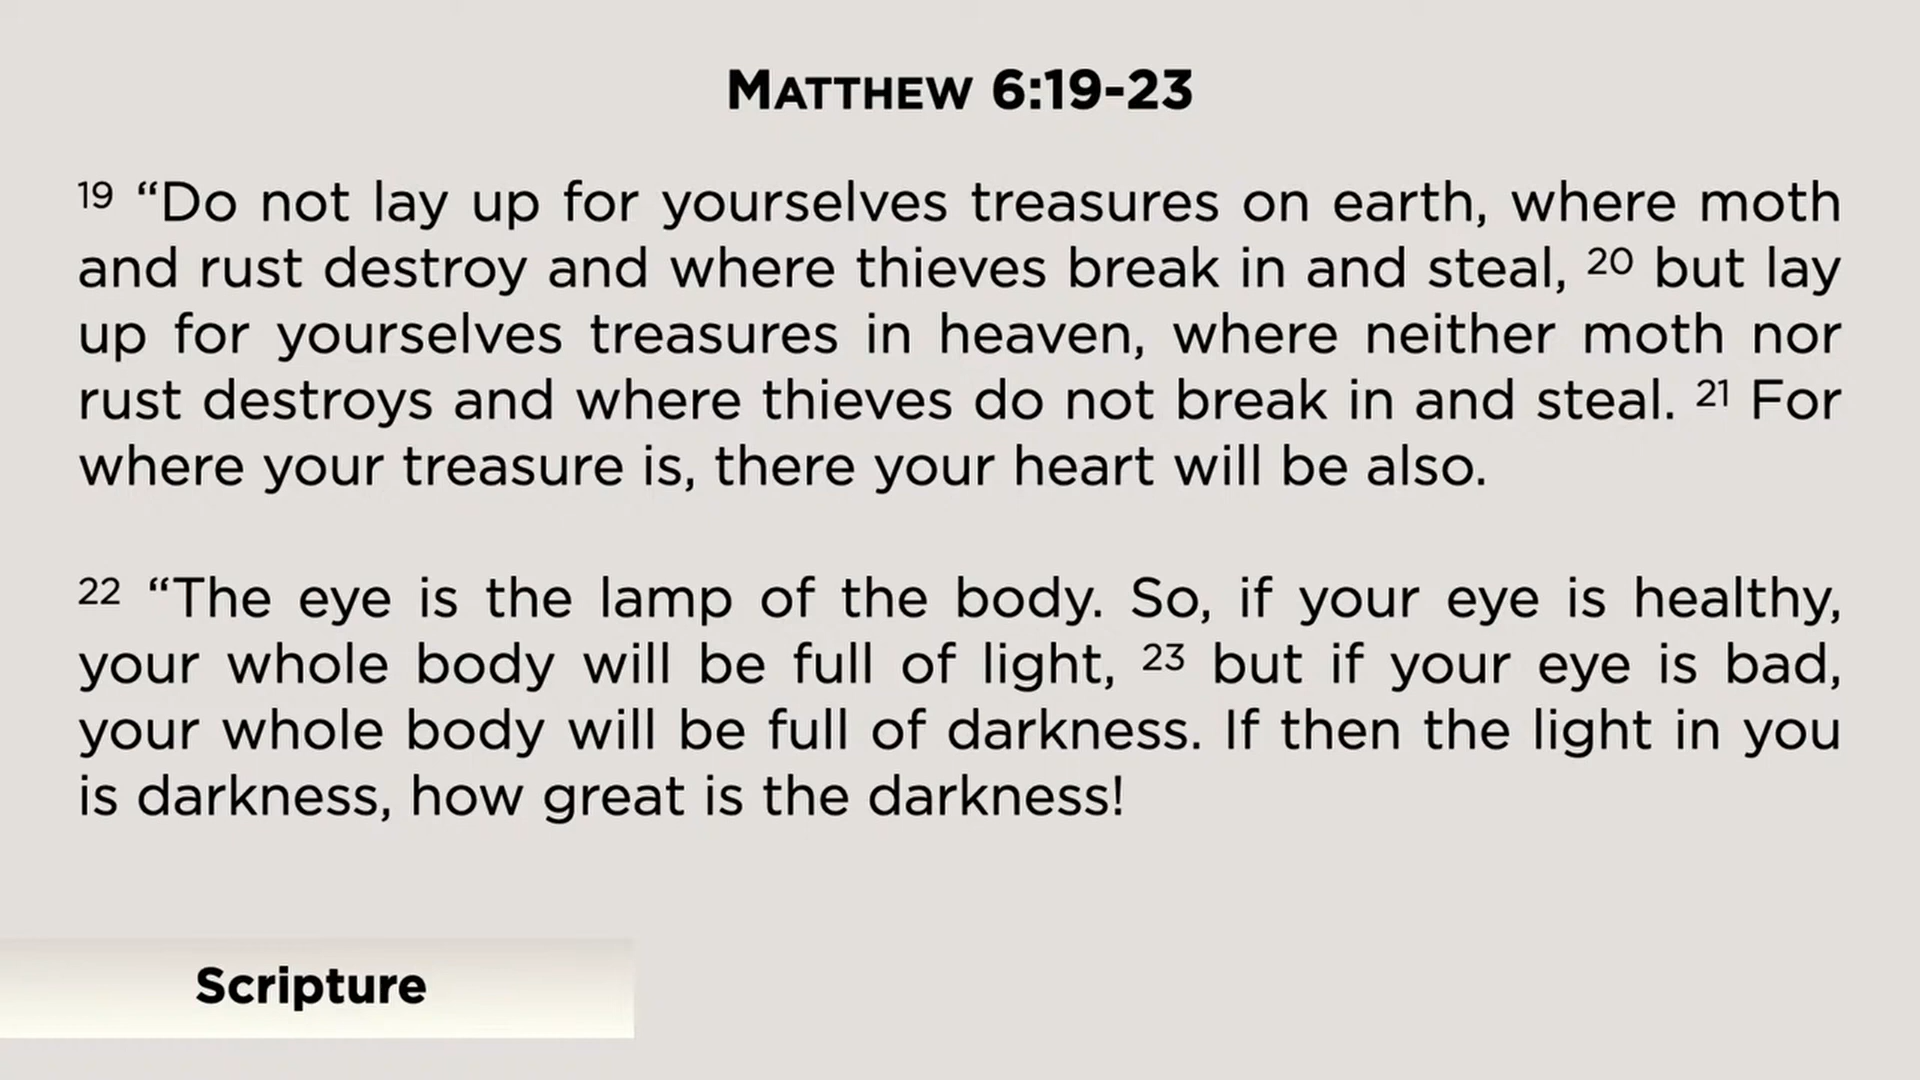 MATTHEW 6:19-23
19 “Do not lay up for yourselves treasures on earth, where moth
and rust destroy and where thieves break in and steal, 20 but lay
up for yourselves treasures in heaven, where neither moth nor
rust destroys and where thieves do not break in and steal. 21 For
where your treasure is, there your heart will be also.
22 “The eye is the lamp of the body. So, if your eye is healthy,
your whole body will be full of light, 23 but if your eye is bad,
your whole body will be full of darkness. If then the light in you
is darkness, how great is the darkness!
Scripture